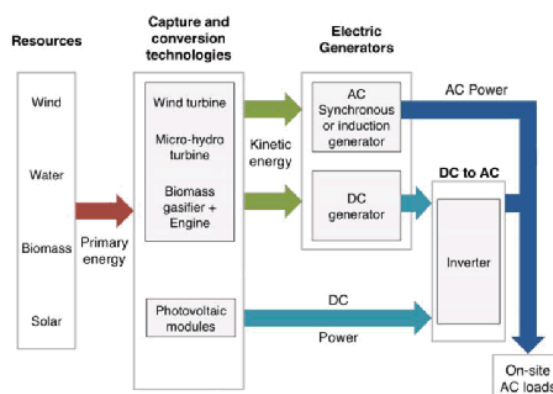 Resources
Wind
Water
Biomass
Solar
Primary
energy
Capture and
conversion
technologies
Wind turbine
Micro-hydro
turbine
Biomass
gasifier +
Engine
Photovoltaic
modules
Kinetic
energy
Electric
Generators
AC
Synchronous
or induction
generator
DC
generator
DC
Power
AC Power
DC to AC
Inverter
On-site
AC loads